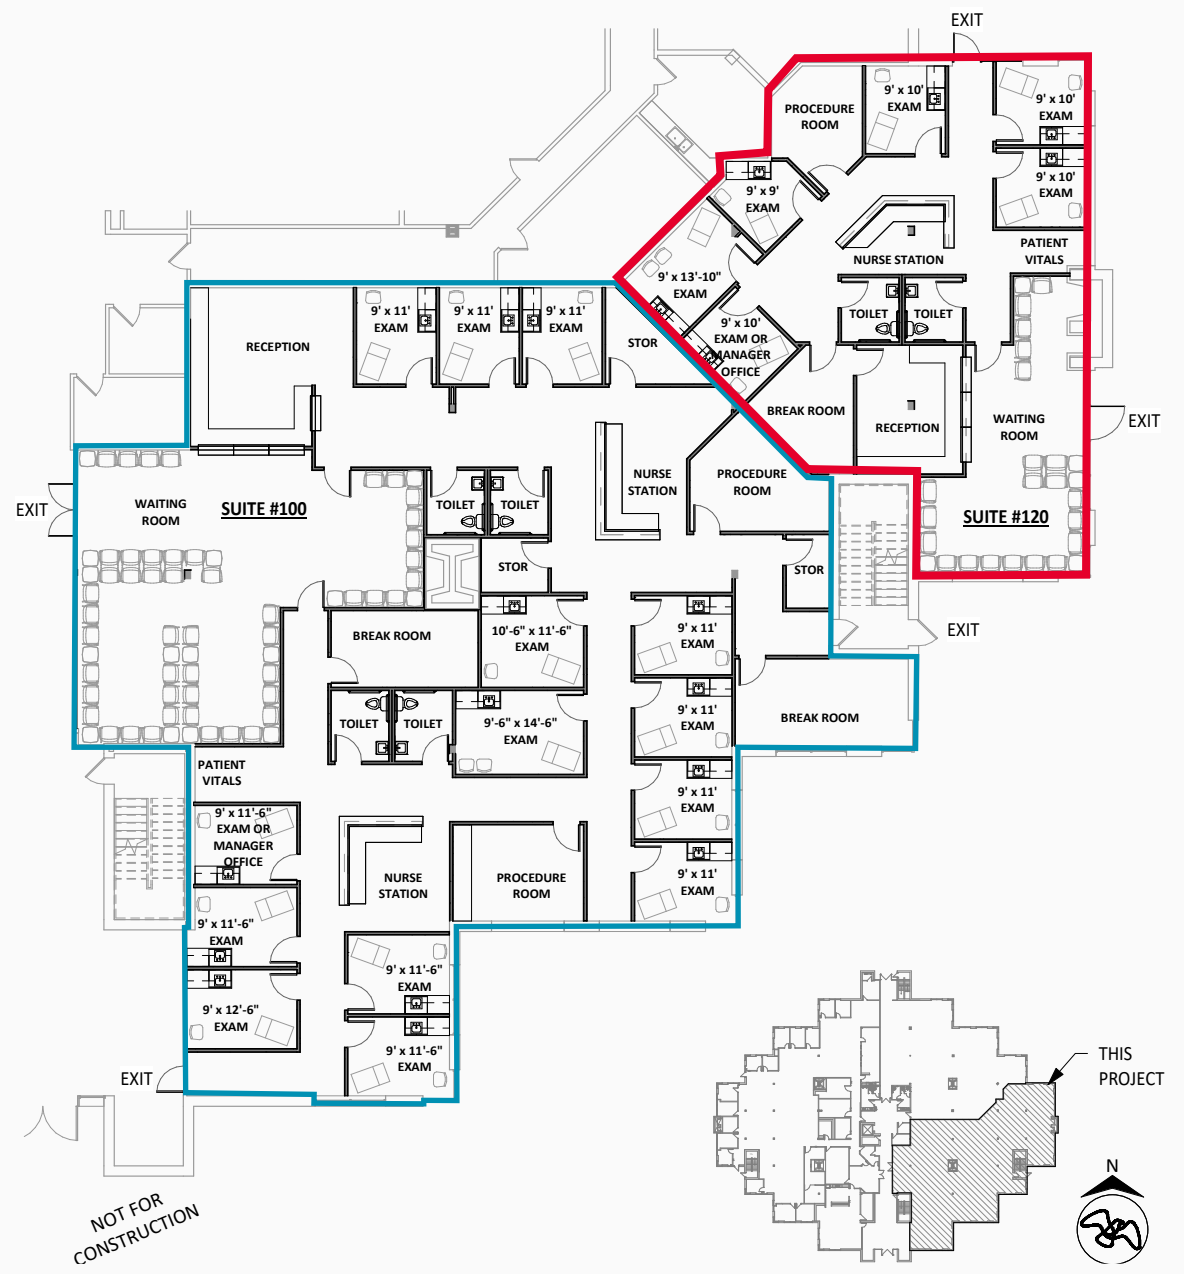 EXIT
PROCEDURE
ROOM
9' x 10'
EXAM
9' x 10'
EXAM
9' x 10'
EXAM
9' x 9'
EXAM
PATIENT
VITALS
NURSE STATION
9' x 13'-10"
EXAM
TOILET
TOILET
9' x 10'
EXAM OR
MANAGER
OFFICE
BREAK ROOM
RECEPTION
WAITING
ROOM
EXIT
SUITE #120
RECEPTION
9' x 11'
EXAM
9' x 11'
EXAM
9' x 11'
EXAM
STOR
NURSE
STATION
PROCEDURE
ROOM
EXIT
WAITING
ROOM
SUITE #100
TOILET
TOILET
STOR
STOR
EXIT
BREAK ROOM
10'-6" x 11'-6"
EXAM
9' x 11'
EXAM
TOILET
TOILET
9'-6" x 14'-6"
EXAM
9' x 11'
EXAM
BREAK ROOM
PATIENT
VITALS
9' x 11'
EXAM
9' x 11'-6"
EXAM OR
MANAGER
OFFICE
NURSE
STATION
PROCEDURE
ROOM
9' x 11'
EXAM
9' x 11'-6"
EXAM
9' x 11'-6"
EXAM
9' x 12'-6"
EXAM
9' x 11'-6"
EXAM
EXIT
THIS
PROJECT
N
NOT FOR
CONSTRUCTION